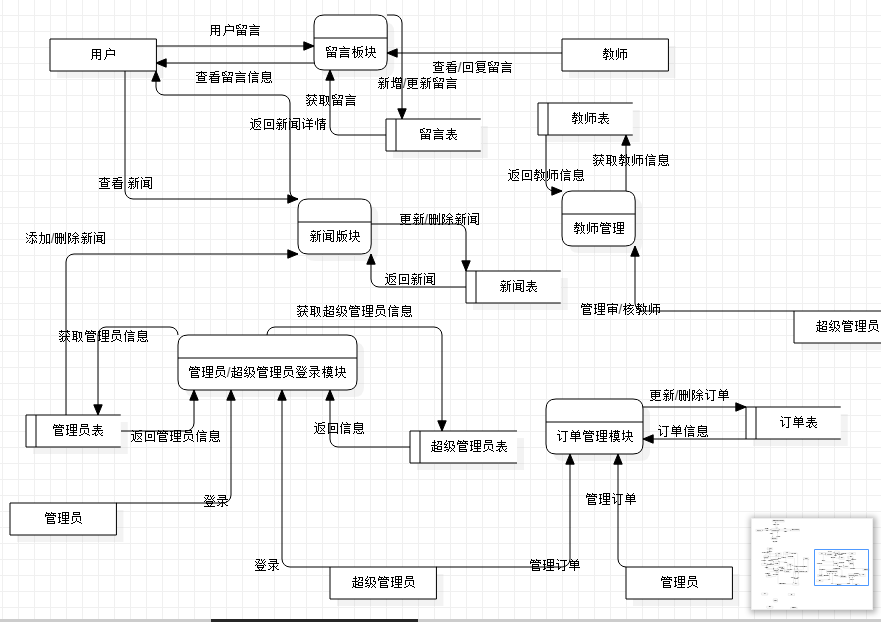 用户留言
用户
留言板块
教师
查看留言信息
查看/回复留言
新增/更新留言
获取留言
返回新闻详情
留言表
教师表
获取教师信息
返回教师信息
查看 新闻
教师管理
更新/删除新闻
添加/删除新闻
新闻版块
返回新闻
新闻表
管理审/核教师
获取超级管理员信息
超级管理员
获取管理员信息
管理员/超级管理员登录模块
更新/删除订单
管理员表
返回管理员信息
返回信息
超级管理员表
订单管理模块
订单信息
订单表
登录
管理订单
管理员
登录
管理订单
超级管理员
管理员